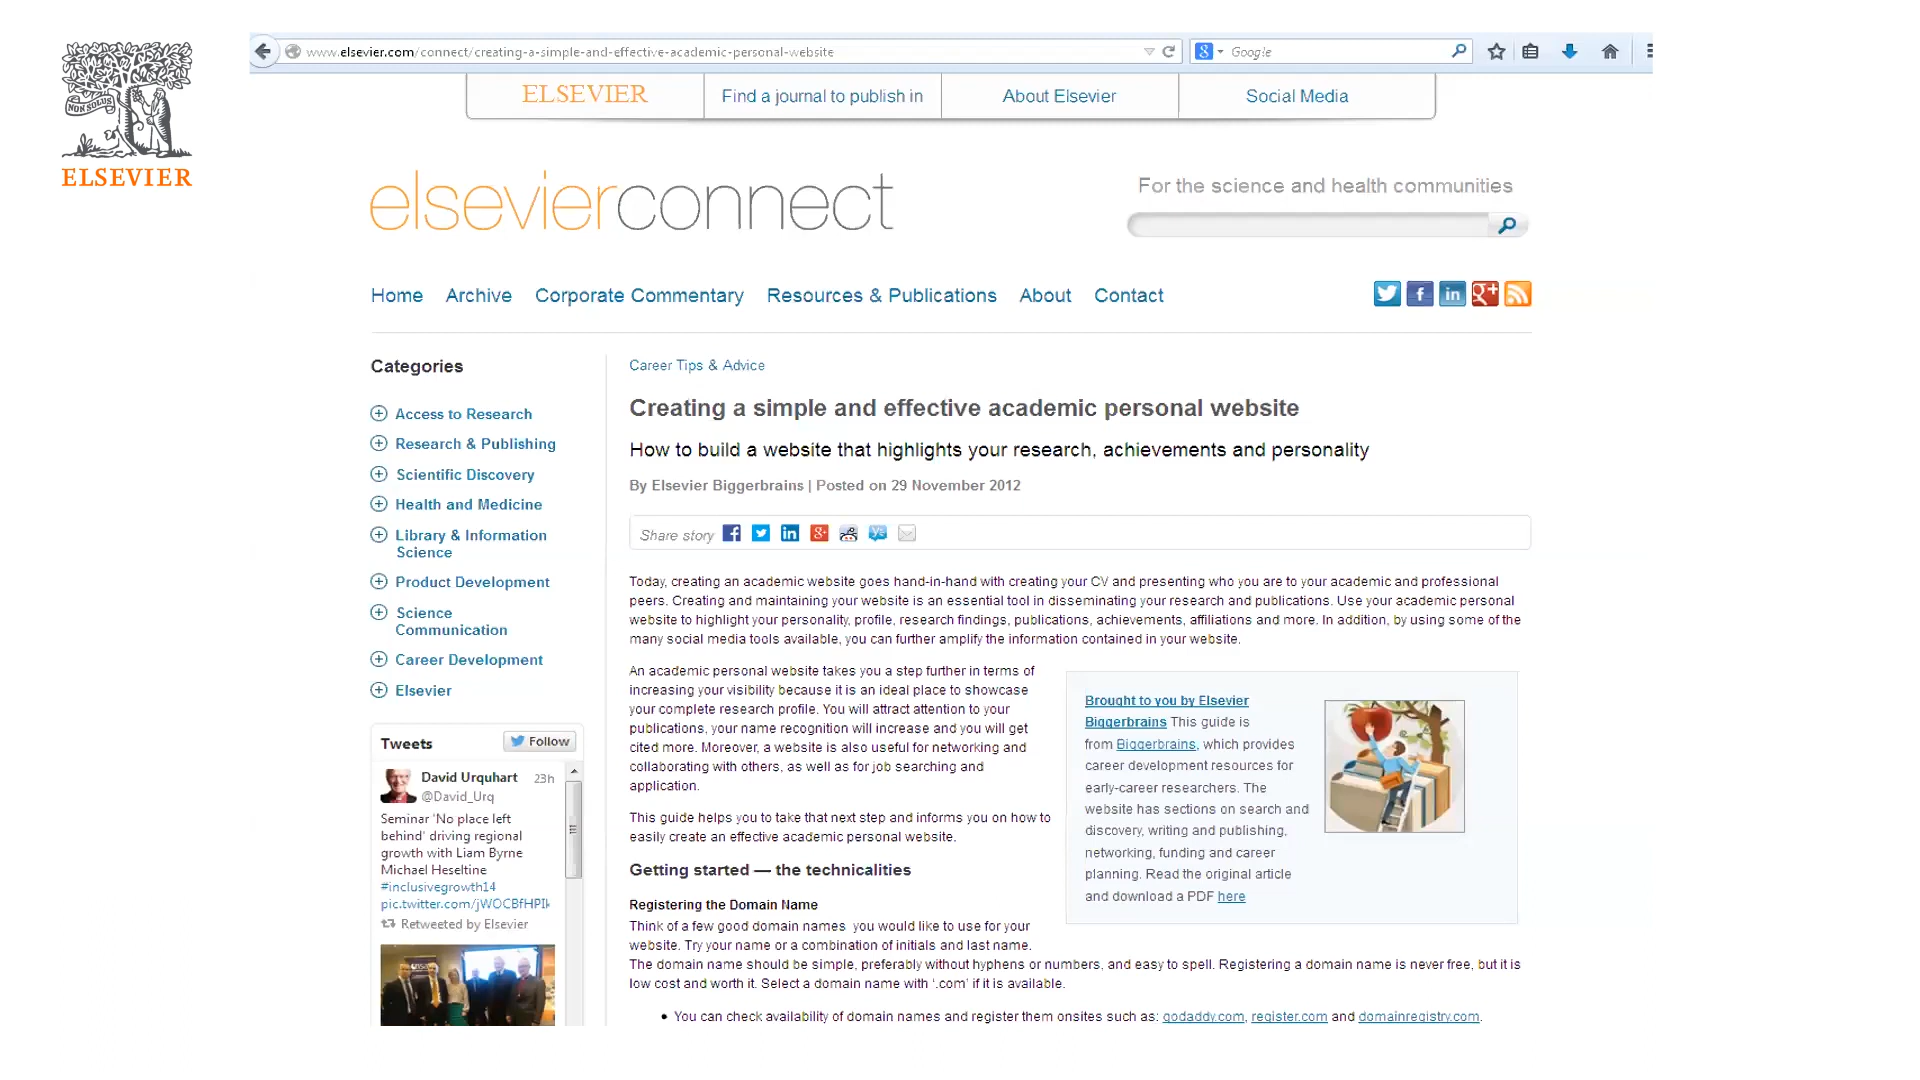 NON SOLUS
ELSEVIER
www.elsevier.com/connect/creating-a-simple-and-effective-academic-personal-website
Google
ELSEVIER
Find a journal to publish in
About Elsevier
Social Media
elsevierconnect
For the science and health communities
Home Archive Corporate Commentary Resources & Publications About Contact
Categories
Access to Research
Research & Publishing
Scientific Discovery
Health and Medicine
Library & Information
Science
Product Development
Science
Communication
Career Development
Elsevier
Tweets
Follow
David Urquhart 23h
@David_Urq
Seminar 'No place left
behind' driving regional
growth with Liam Byrne
Michael Heseltine
#inclusivegrowth14
pic.twitter.com/jWOCBfHPIk
Retweeted by Elsevier
Career Tips & Advice
Creating a simple and effective academic personal website
How to build a website that highlights your research, achievements and personality
By Elsevier Biggerbrains | Posted on 29 November 2012
Share story
Today, creating an academic website goes hand-in-hand with creating your CV and presenting who you are to your academic and professional
peers. Creating and maintaining your website is an essential tool in disseminating your research and publications. Use your academic personal
website to highlight your personality, profile, research findings, publications, achievements, affiliations and more. In addition, by using some of the
many social media tools available, you can further amplify the information contained in your website.
An academic personal website takes you a step further in terms of
increasing your visibility because it is an ideal place to showcase
your complete research profile. You will attract attention to your
publications, your name recognition will increase and you will get
cited more. Moreover, a website is also useful for networking and
collaborating with others, as well as for job searching and
application.
This guide helps you to take that next step and informs you on how to
easily create an effective academic personal website.
Brought to you by Elsevier
Biggerbrains This guide is
from Biggerbrains, which provides
career development resources for
early-career researchers. The
website has sections on search and
discovery, writing and publishing,
networking, funding and career
planning. Read the original article
and download a PDF here
Getting started — the technicalities
Registering the Domain Name
Think of a few good domain names you would like to use for your
website. Try your name or a combination of initials and last name.
The domain name should be simple, preferably without hyphens or numbers, and easy to spell. Registering a domain name is never free, but it is
low cost and worth it. Select a domain name with '.com' if it is available.
• You can check availability of domain names and register them onsites such as: godaddy.com, register.com and domainregistry.com.